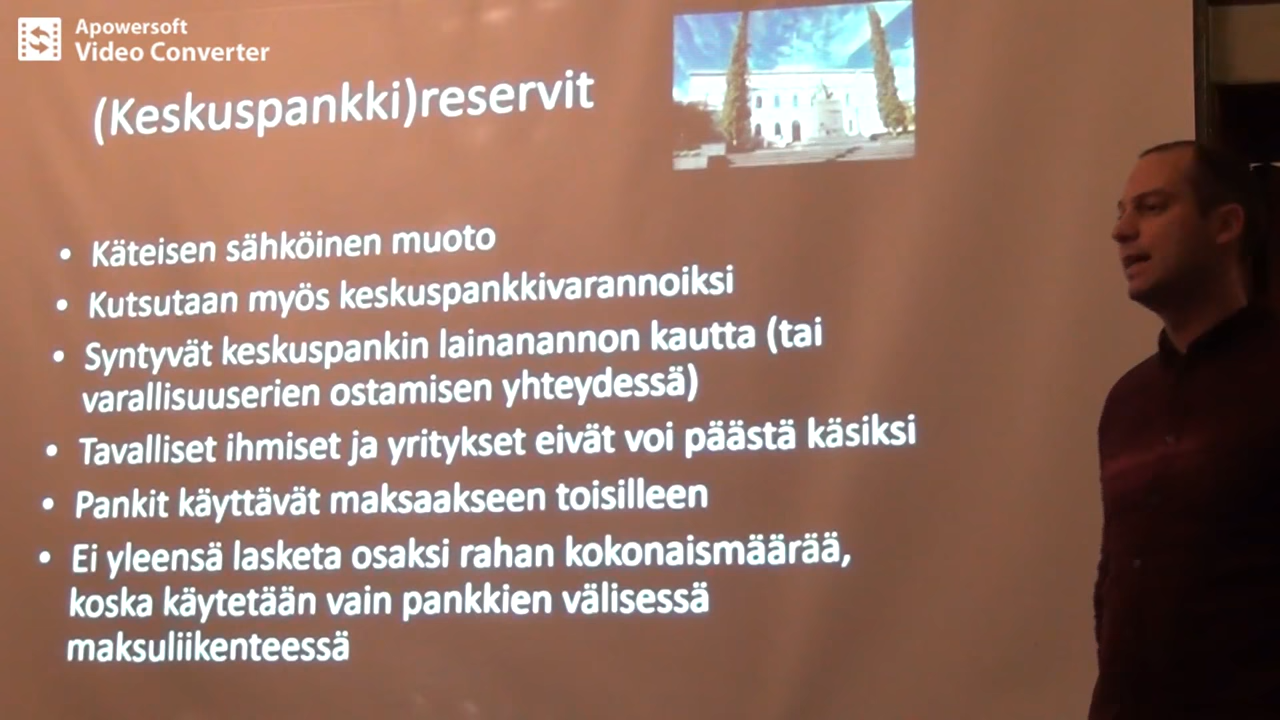 Apowersoft
Video Converter
(Keskuspankki)reservit
• Käteisen sähköinen muoto
• Kutsutaan myös keskuspankkivarannoiksi
• Syntyvät keskuspankin lainanannon kautta (tai
varallisuuserien ostamisen yhteydessä)
• Tavalliset ihmiset ja yritykset eivät voi päästä käsiksi
• Pankit käyttävät maksaakseen toisilleen
• Ei yleensä lasketa osaksi rahan kokonaismäärää,
koska käytetään vain pankkien välisessä
maksuliikenteessä